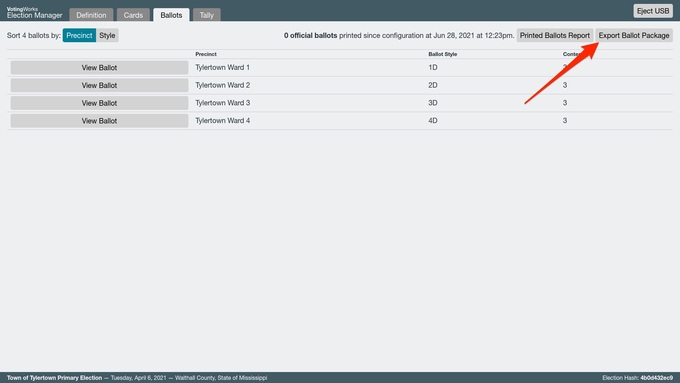 VotingWorks
Election Manager
Definition
Cards
Ballots
Tally
Eject USB
Sort 4 ballots by: Precinct Style
0 official ballots printed since configuration at Jun 28, 2021 at 12:23pm.
Printed Ballots Report
Export Ballot Package
Precinct Ballot Style
View Ballot Tylertown Ward 1 1D
View Ballot Tylertown Ward 2 2D 3
View Ballot Tylertown Ward 3 3D 3
View Ballot Tylertown Ward 4 4D 3
Town of Tylertown Primary Election — Tuesday, April 6, 2021 — Walthall County, State of Mississippi
Election Hash: 4b0d432ec9